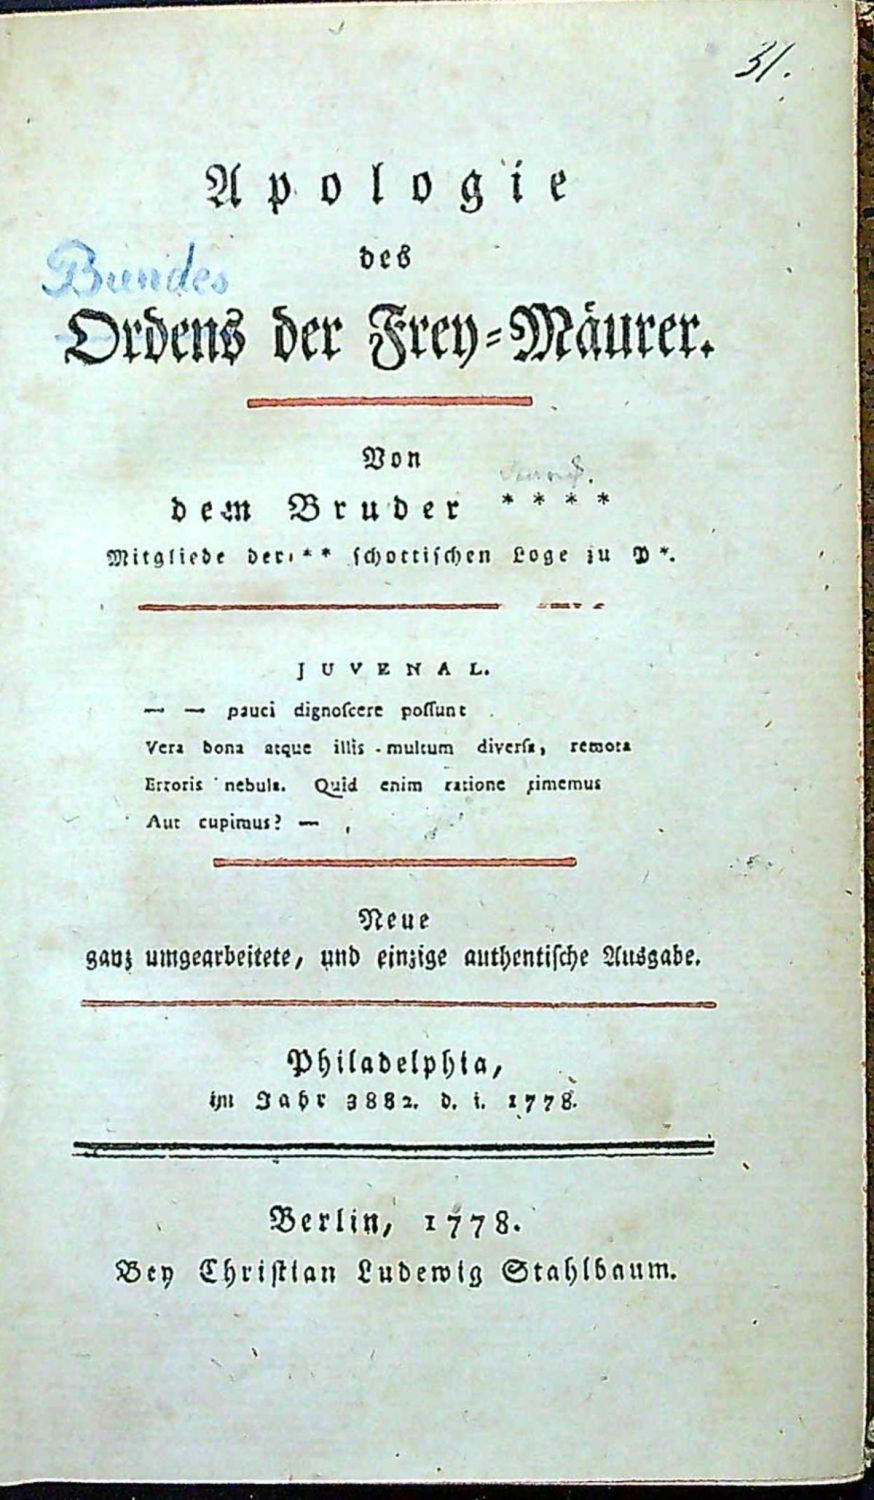 31.
Apologie
des
Bundes
Ordens der Frey-Mäurer.
Von
dem Bruder ****
Mitgliede der ** schottischen Loge zu P*.
JUVENAL.
— — pauci dignoſcere poſſunt
Vera bona atque illis multum diverſa, remota
Erroris nebula. Quid enim ratione timemus
Aut cupimus? —
Neue
ganz umgearbeitete, und einzige authentiſche Ausgabe.
Philadelphia,
im Jahr 3882. d. i. 1778.
Berlin, 1778.
Bey Chriſtian Ludewig Stahlbaum.